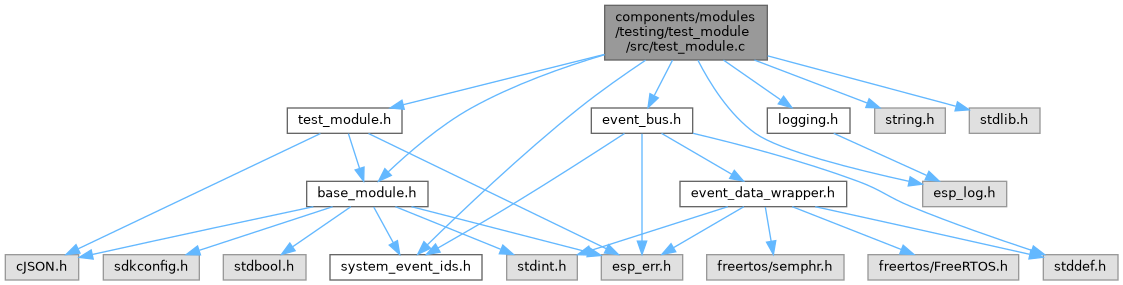 components/modules
/testing/test_module
/src/test_module.c
test_module.h
event_bus.h
logging.h
string.h
stdlib.h
base_module.h
event_data_wrapper.h
esp_log.h
cJSON.h
sdkconfig.h
stdbool.h
system_event_ids.h
stdint.h
esp_err.h
freertos/semphr.h
freertos/FreeRTOS.h
stddef.h